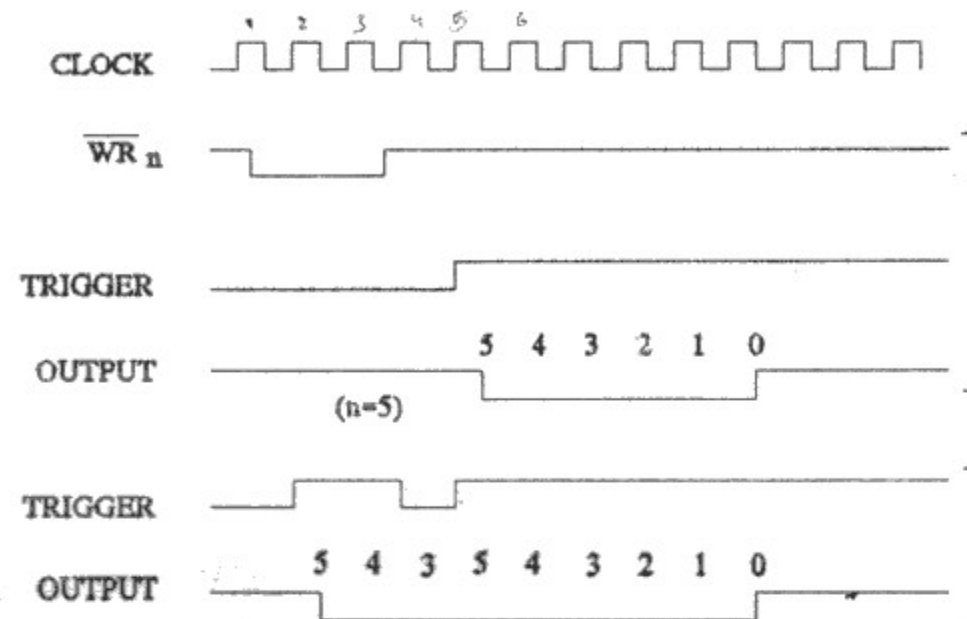 1 2 3 4 5 6
CLOCK
WR n
TRIGGER
5 4 3 2 1 0
OUTPUT
(n=5)
TRIGGER
5 4 3 5 4 3 2 1 0
OUTPUT